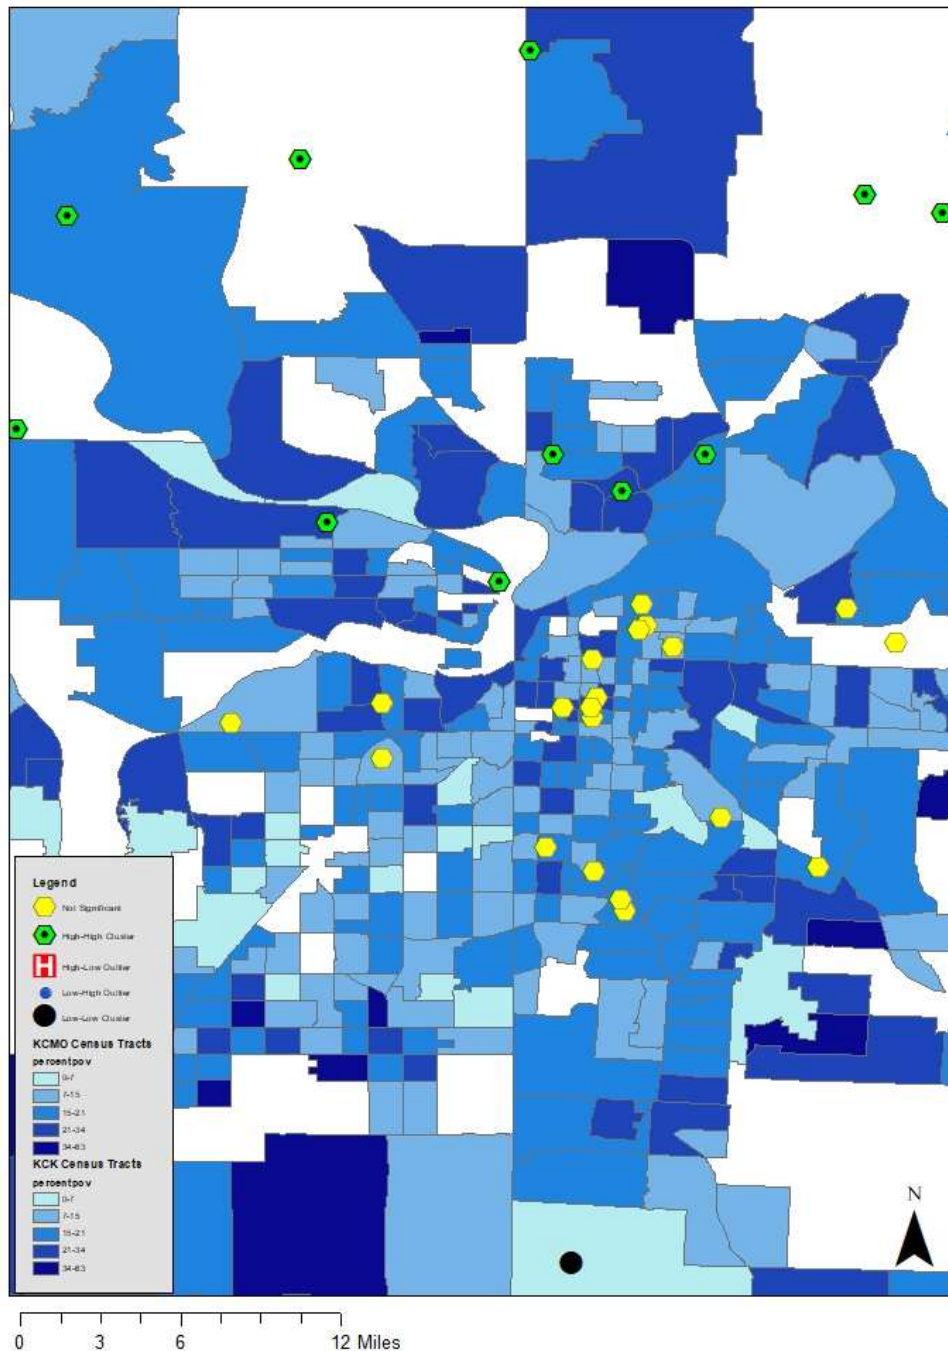 Legend
Not Significant
High-High Cluster
High-Low Outlier
Low-High Outlier
Low-Low Cluster
KCMO Census Tracts
percentpov
0-7
7-15
15-21
21-34
34-63
KCK Census Tracts
percentpov
0-7
7-15
15-21
21-34
34-63
N
H
0 3 6 12 Miles